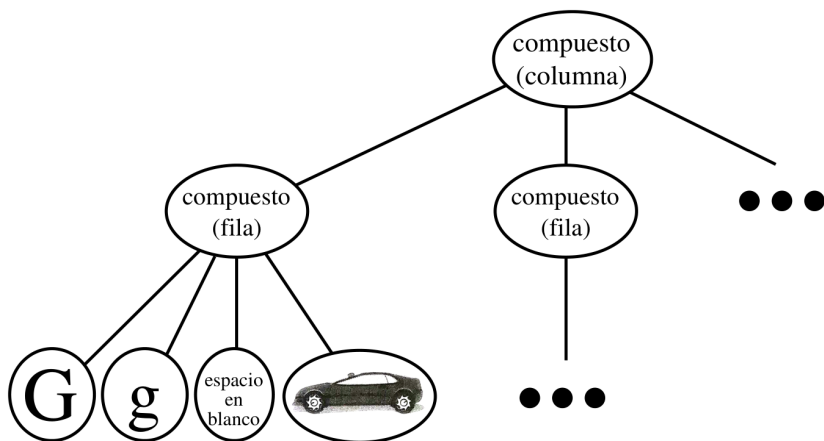 compuesto
(columna)
compuesto
(fila)
compuesto
(fila)
G
g
espacio
en
blanco